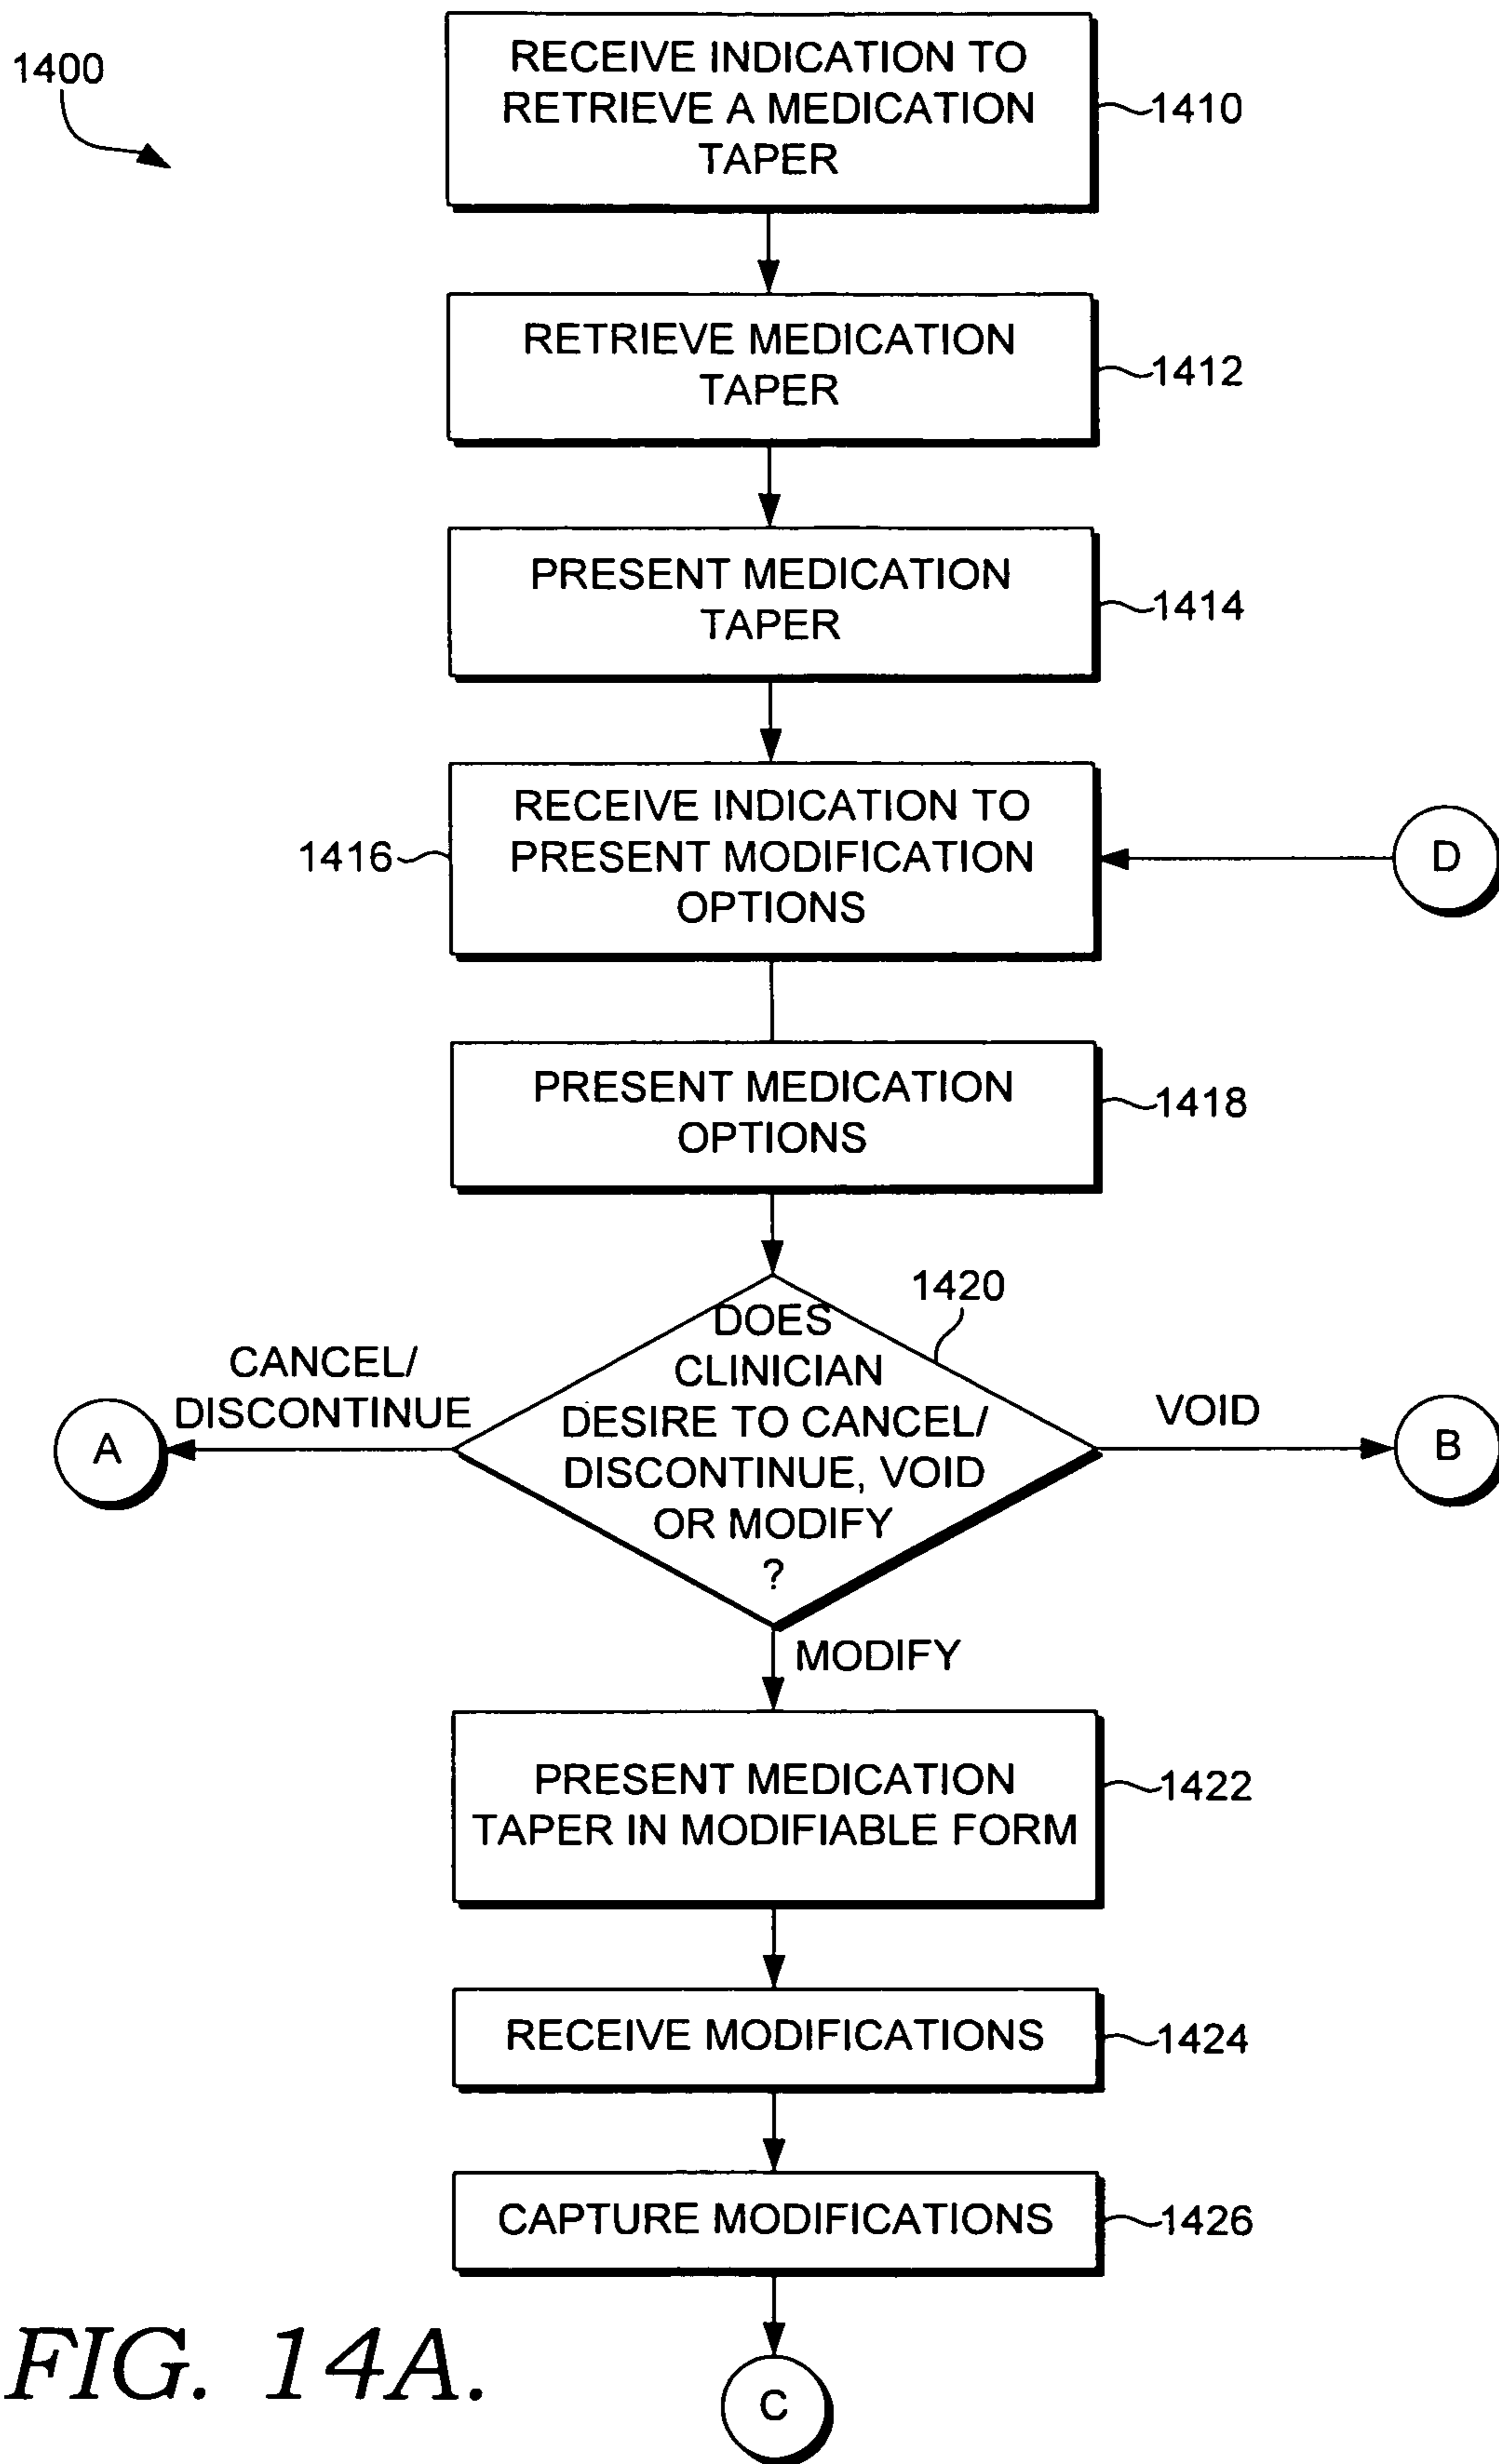 1400
RECEIVE INDICATION TO
RETRIEVE A MEDICATION
TAPER
1410
RETRIEVE MEDICATION
TAPER
1412
PRESENT MEDICATION
TAPER
1414
RECEIVE INDICATION TO
PRESENT MODIFICATION
OPTIONS
1416
D
PRESENT MEDICATION
OPTIONS
1418
1420
DOES
CLINICIAN
DESIRE TO CANCEL/
DISCONTINUE, VOID
OR MODIFY
?
CANCEL/
DISCONTINUE
A
VOID
B
MODIFY
PRESENT MEDICATION
TAPER IN MODIFIABLE FORM
1422
RECEIVE MODIFICATIONS
1424
CAPTURE MODIFICATIONS
1426
C
FIG. 14A.